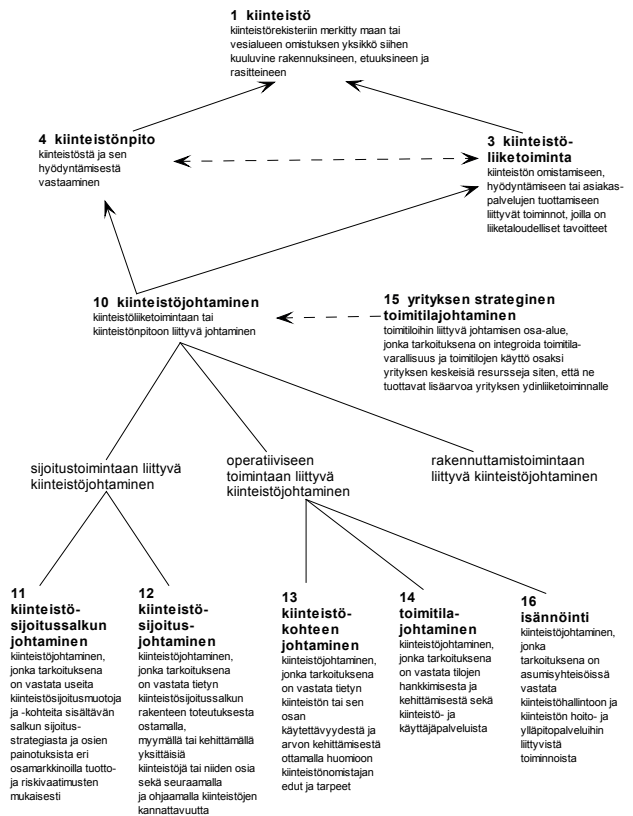 1 kiinteistö
kiinteistörekisteriin merkitty maan tai
vesialueen omistuksen yksikkö siihen
kuuluvine rakennuksineen, etuuksineen ja
rasitteineen
4 kiinteistönpito
kiinteistöstä ja sen
hyödyntämisestä
vastaaminen
3 kiinteistö-
liiketoiminta
kiinteistön omistamiseen,
hyödyntämiseen tai asiakas-
palvelujen tuottamiseen
liittyvät toiminnot, joilla on
liiketaloudelliset tavoitteet
10 kiinteistöjohtaminen
kiinteistöliiketoimintaan tai
kiinteistönpitoon liittyvä johtaminen
15 yrityksen strateginen
toimitilajohtaminen
toimitiloihin liittyvä johtamisen osa-alue,
jonka tarkoituksena on integroida toimitila-
varallisuus ja toimitilojen käyttö osaksi
yrityksen keskeisiä resursseja siten, että ne
tuottavat lisäarvoa yrityksen ydinliiketoiminnalle
sijoitustoimintaan liittyvä
kiinteistöjohtaminen
operatiiviseen
toimintaan liittyvä
kiinteistöjohtaminen
rakennuttamistoimintaan
liittyvä kiinteistöjohtaminen
11
kiinteistö-
sijoitussalkun
johtaminen
kiinteistöjohtaminen,
jonka tarkoituksena
on vastata useita
kiinteistösijoitusmuotoja
ja -kohteita sisältävän
salkun sijoitus-
strategiasta ja osien
painotuksista eri
osamarkkinoilla tuotto-
ja riskivaatimusten
mukaisesti
12
kiinteistö-
sijoitus-
johtaminen
kiinteistöjohtaminen,
jonka tarkoituksena
on vastata tietyn
kiinteistösijoitussalkun
rakenteen toteutuksesta
ostamalla,
myymällä tai kehittämällä
yksittäisiä
kiinteistöjä tai niiden osia
sekä seuraamalla
ja ohjaamalla kiinteistöjen
kannattavuutta
13
kiinteistö-
kohteen
johtaminen
kiinteistöjohtaminen,
jonka tarkoituksena
on vastata tietyn
kiinteistön tai sen
osan
käytettävyydestä ja
arvon kehittämisestä
ottamalla huomioon
kiinteistönomistajan
edut ja tarpeet
14
toimitila-
johtaminen
kiinteistöjohtaminen,
jonka tarkoituksena
on vastata tilojen
hankkimisesta ja
kehittämisestä sekä
kiinteistö- ja
käyttäjäpalveluista
16
isännöinti
kiinteistöjohtaminen,
jonka
tarkoituksena on
asumisyhteisöissä
vastata
kiinteistöhallintoon ja
kiinteistön hoito- ja
ylläpitopalveluihin
liittyvistä
toiminnoista